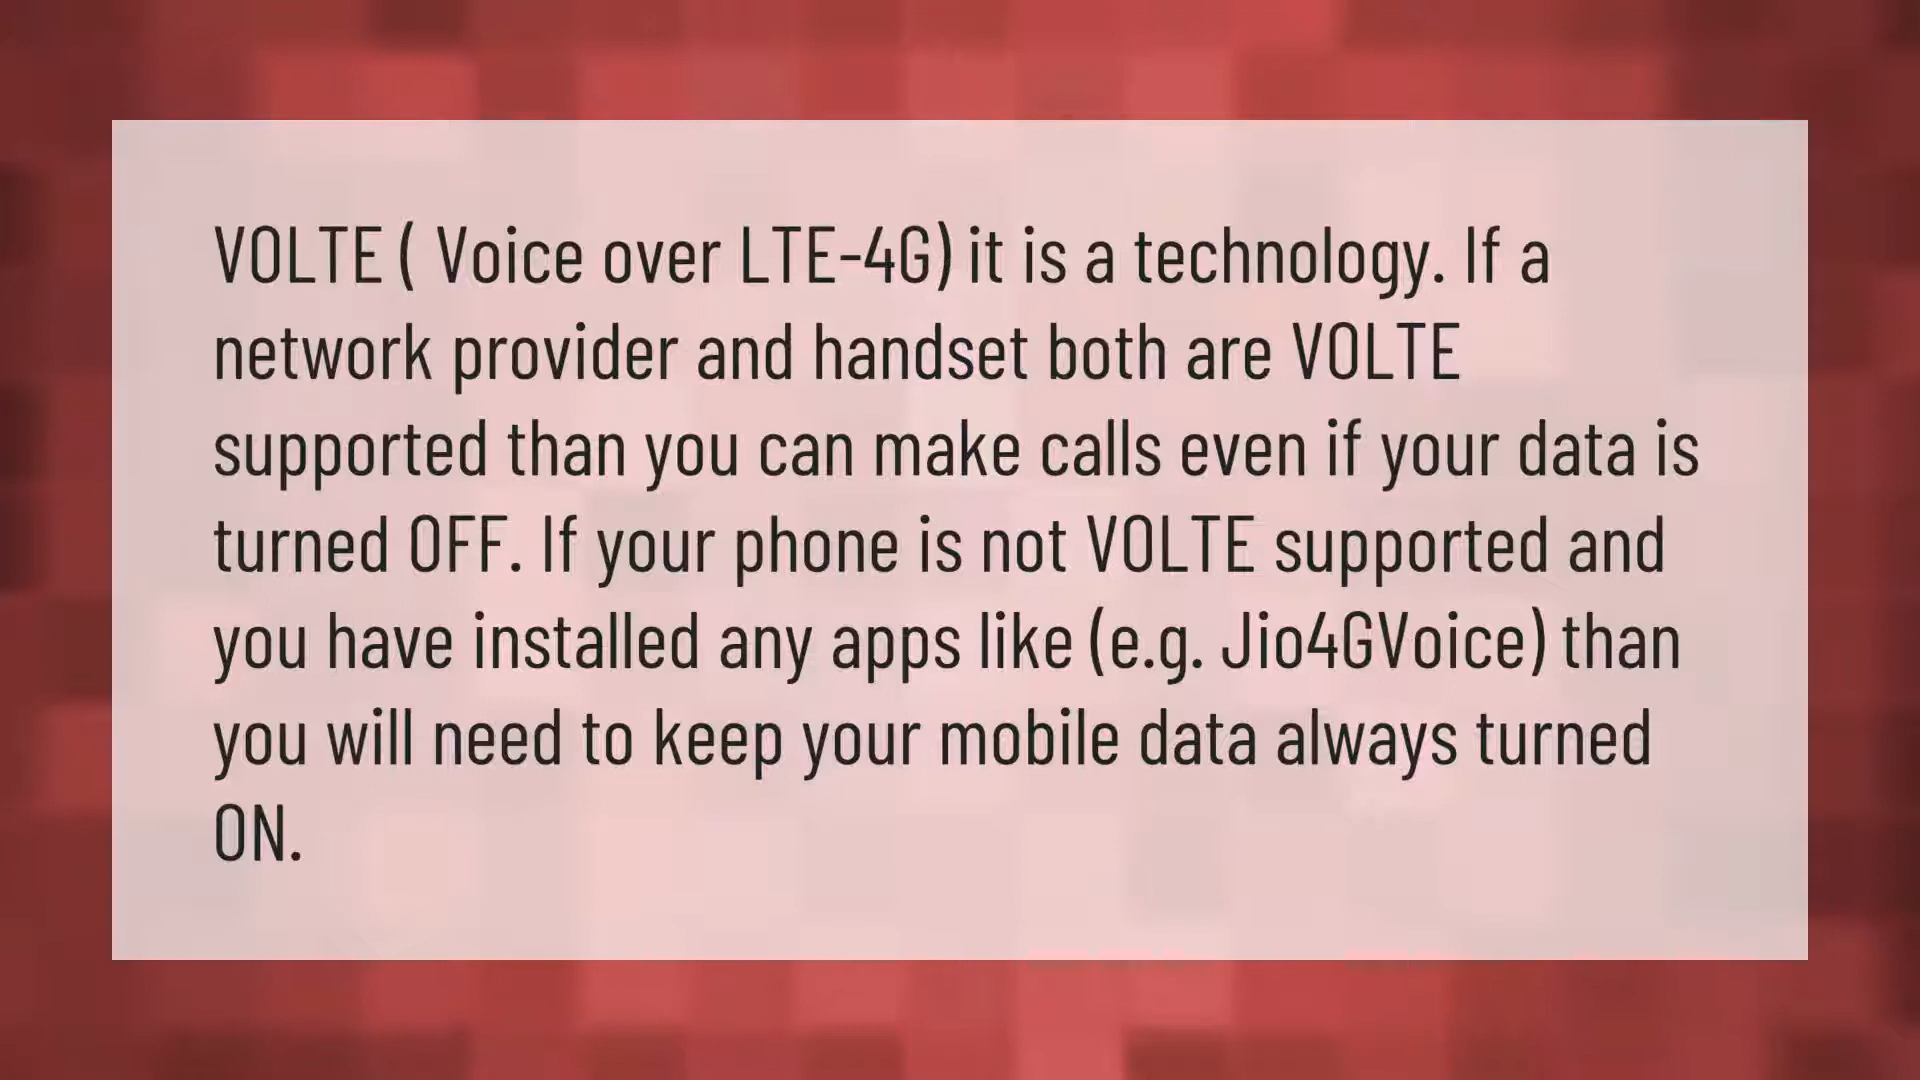 VOLTE ( Voice over LTE-4G) it is a technology. If a
network provider and handset both are VOLTE
supported than you can make calls even if your data is
turned OFF. If your phone is not VOLTE supported and
you have installed any apps like (e.g. Jio4GVoice) than
you will need to keep your mobile data always turned
ON.